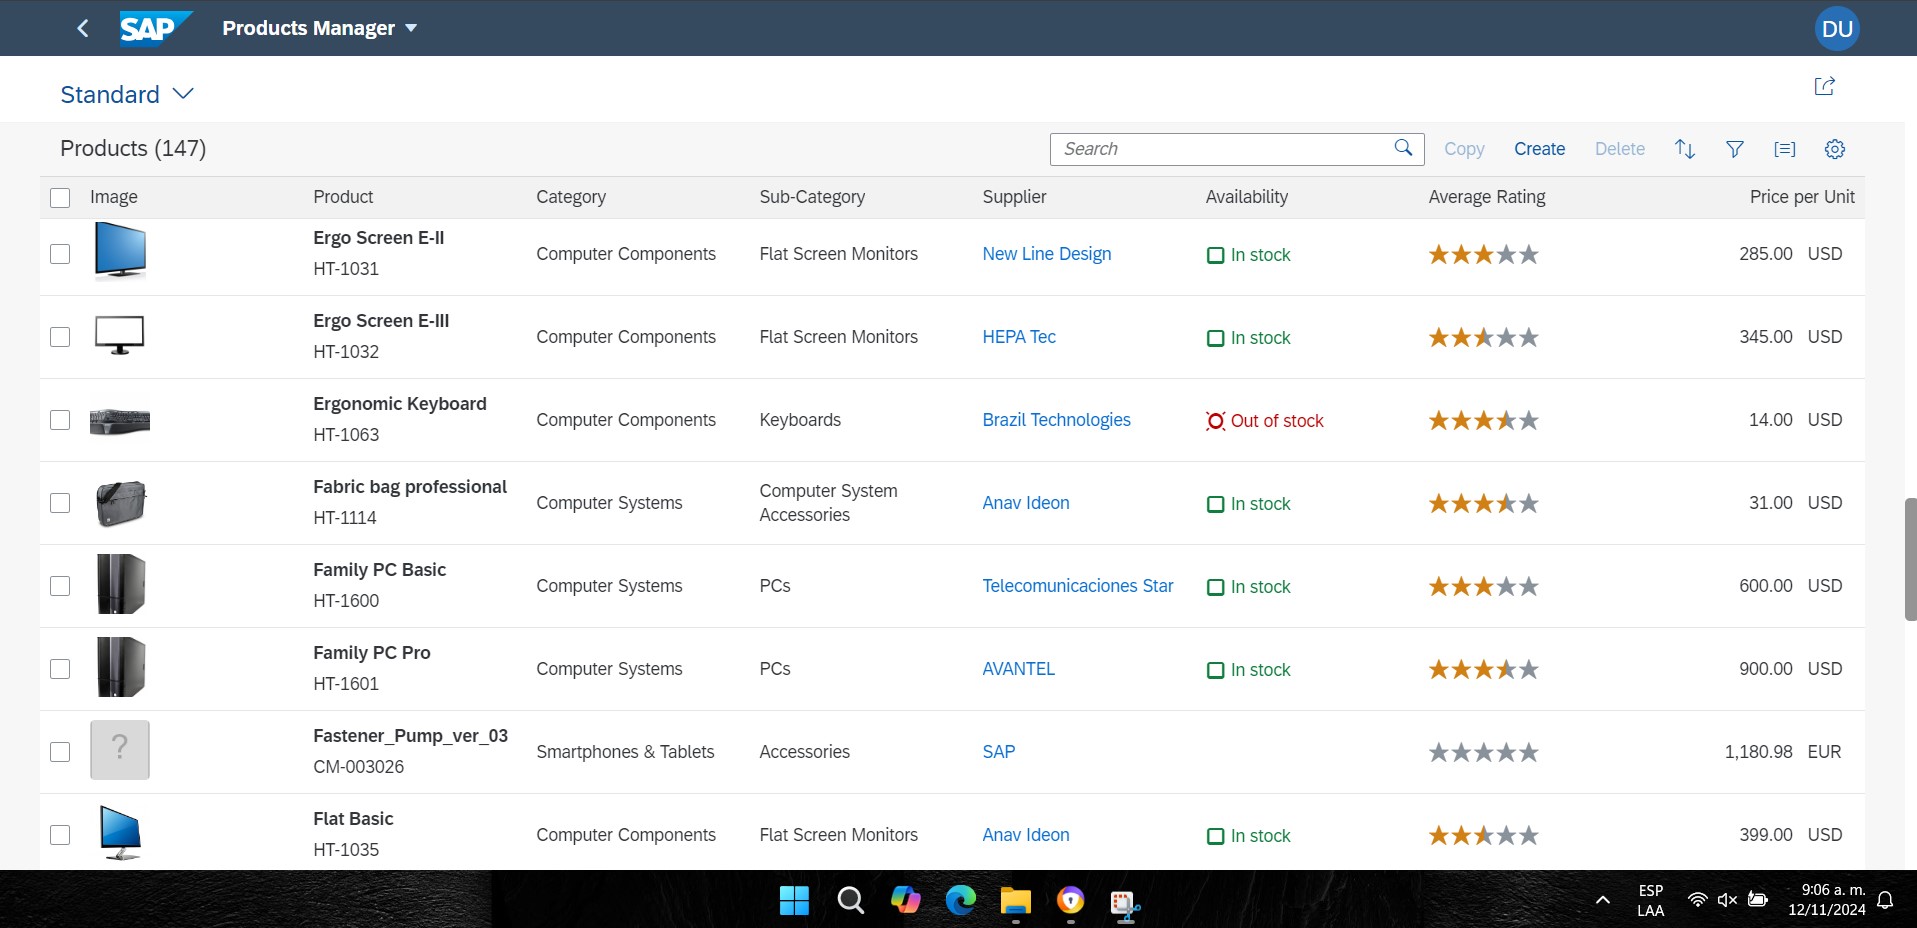 SAP Products Manager DU
Standard
Products (147) Search Copy Create Delete
Image Product Category Sub-Category Supplier Availability Average Rating Price per Unit
Ergo Screen E-II
HT-1031
Computer Components Flat Screen Monitors New Line Design In stock 285.00 USD
Ergo Screen E-III
HT-1032
Computer Components Flat Screen Monitors HEPA Tec In stock 345.00 USD
Ergonomic Keyboard
HT-1063
Computer Components Keyboards Brazil Technologies Out of stock 14.00 USD
Fabric bag professional
HT-1114
Computer Systems
Computer System
Accessories
Anav Ideon In stock 31.00 USD
Family PC Basic
HT-1600
Computer Systems PCs Telecomunicaciones Star In stock 600.00 USD
Family PC Pro
HT-1601
Computer Systems PCs AVANTEL In stock 900.00 USD
?
Fastener_Pump_ver_03
CM-003026
Smartphones & Tablets Accessories SAP 1,180.98 EUR
Flat Basic
HT-1035
Computer Components Flat Screen Monitors Anav Ideon In stock 399.00 USD
ESP
LAA
9:06 a. m.
12/11/2024